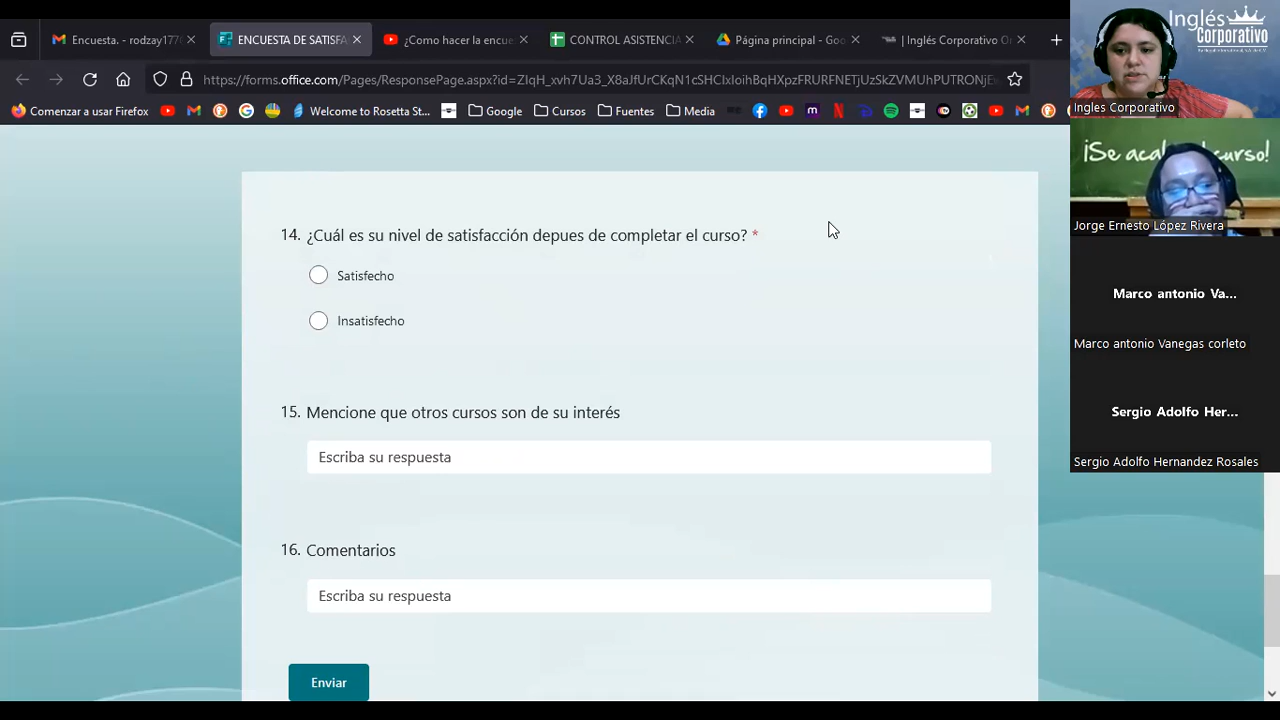 Encuesta. - rodzay177
ENCUESTA DE SATISFA
¿Como hacer la en
CONTROL ASISTENCIA
Página principal - Goo
| Inglés Corporativo On
https://forms.office.com/Pages/ResponsePage.aspx?id=
Comenzar a usar Firefox
Welcome to Rosetta St...
Google
Cursos
Fuentes
Media
14. ¿Cuál es su nivel de satisfacción depues de completar el curso? *
Satisfecho
Insatisfecho
15. Mencione que otros cursos son de su interés
Escriba su respuesta
16. Comentarios
Escriba su respuesta
Enviar
Inglés
Corporativo
Ingles Corporativo
¡Se aca curso!
Jorge Ernesto López Rivera
Marco antonio Va...
Marco antonio Vanegas corleto
Sergio Adolfo Her...
Sergio Adolfo Hernandez Rosales